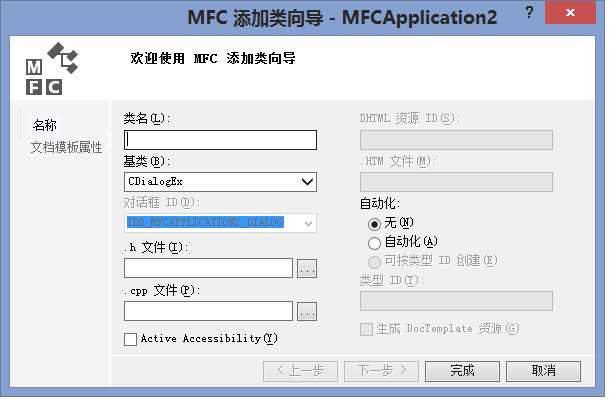 MFC 添加类向导 - MFCApplication2
?
M
F C
欢迎使用 MFC 添加类向导
名称
文档模板属性
类名(L):
基类(B):
CDialogEx
对话框 ID(D):
IDD_MFCAPPLICATION2_DIALOG
.h 文件(I):
...
.cpp 文件(P):
...
Active Accessibility(Y)
DHTML 资源 ID(S):
.HTM 文件(M):
自动化:
无(N)
自动化(A)
可按类型 ID 创建(E)
类型 ID(T):
生成 DocTemplate 资源(G)
< 上一步
下一步 >
完成
取消